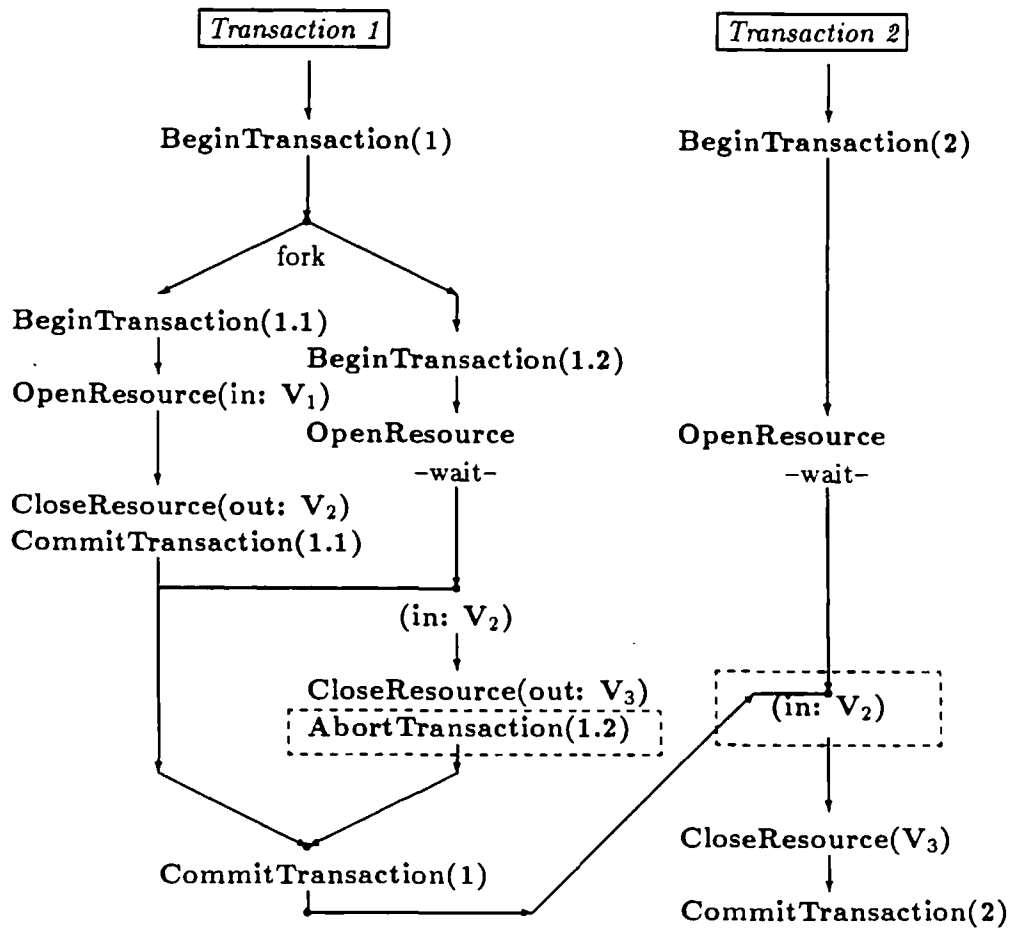 Transaction 1
Transaction 2
BeginTransaction(1)
BeginTransaction(2)
fork
BeginTransaction(1.1)
BeginTransaction(1.2)
OpenResource(in: V₁)
OpenResource
–wait–
OpenResource
–wait–
CloseResource(out: V₂)
CommitTransaction(1.1)
(in: V₂)
CloseResource(out: V₃)
AbortTransaction(1.2)
(in: V₂)
CommitTransaction(1)
CloseResource(V₃)
CommitTransaction(2)